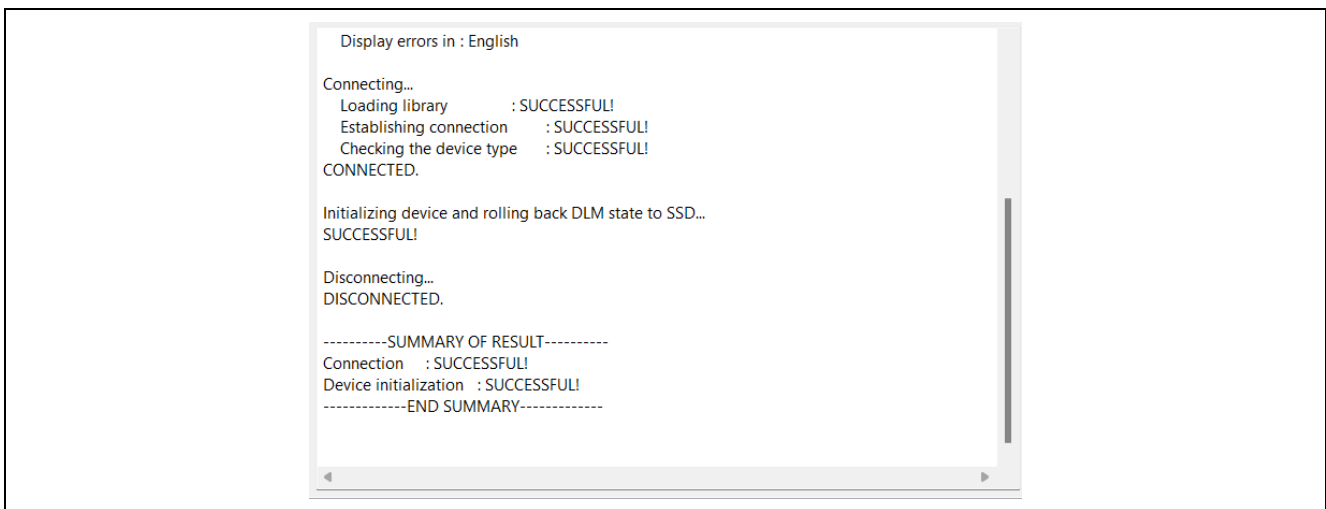 Display errors in : English
Connecting...
Loading library : SUCCESSFUL!
Establishing connection : SUCCESSFUL!
Checking the device type : SUCCESSFUL!
CONNECTED.
Initializing device and rolling back DLM state to SSD...
SUCCESSFUL!
Disconnecting...
DISCONNECTED.
----------SUMMARY OF RESULT----------
Connection : SUCCESSFUL!
Device initialization : SUCCESSFUL!
-------------END SUMMARY-------------